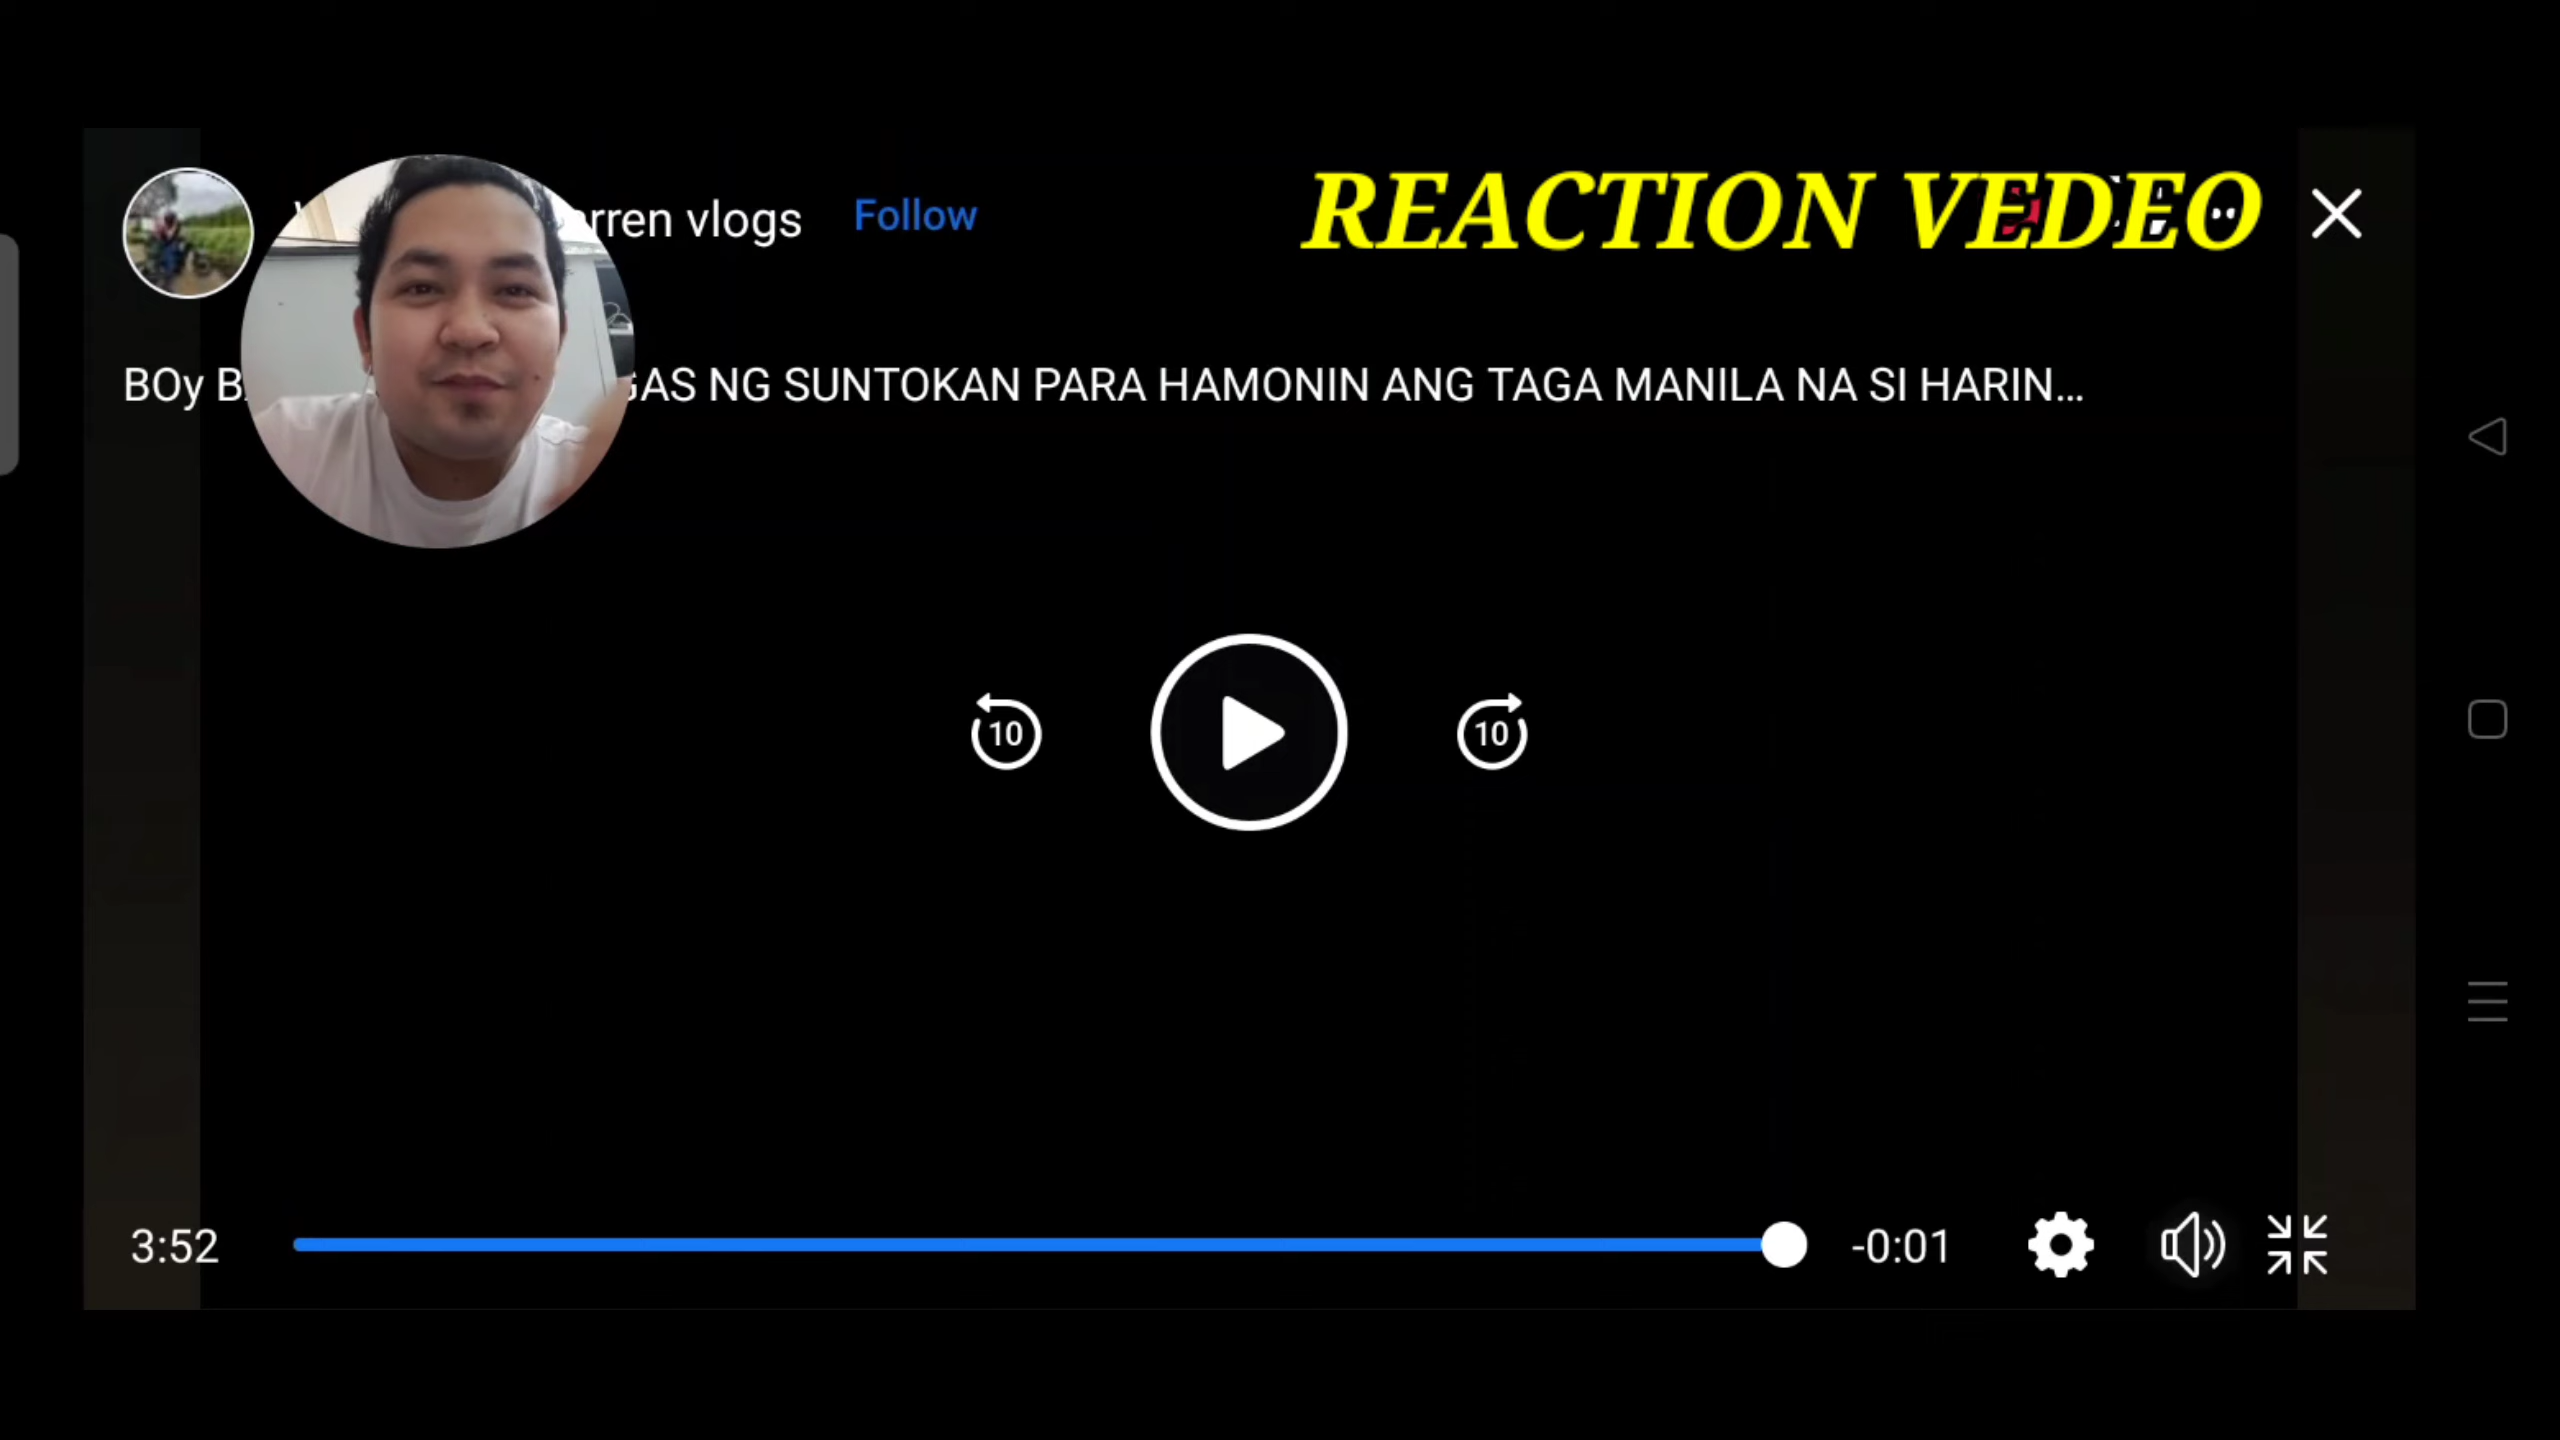 REACTION VEDEO
rren vlogs Follow
BOy GAS NG SUNTOKAN PARA HAMONIN ANG TAGA MANILA NA SI HARIN...
10 10
3:52 -0:01